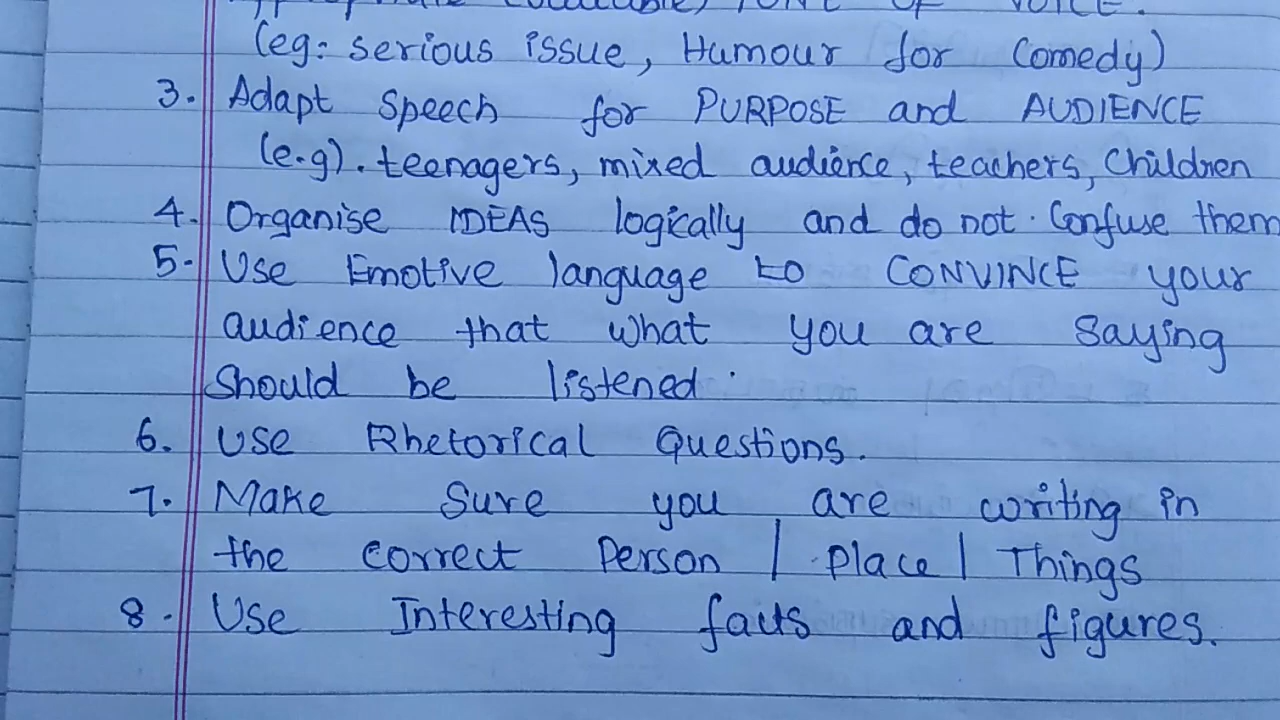 TONE OF VOICE.
(eg: serious issue, Humour for Comedy)
3. Adapt speech for PURPOSE and AUDIENCE
(e.g). teenagers, mixed audience, teachers, Children
4. Organise IDEAS logically and do not. Confuse them
5. Use Emotive language to CONVINCE your
audience that what you are saying
Should be listened.
6. Use Rhetorical Questions.
7. Make sure you are writing in
the correct Person / Place / Things
8. Use Interesting facts and figures.